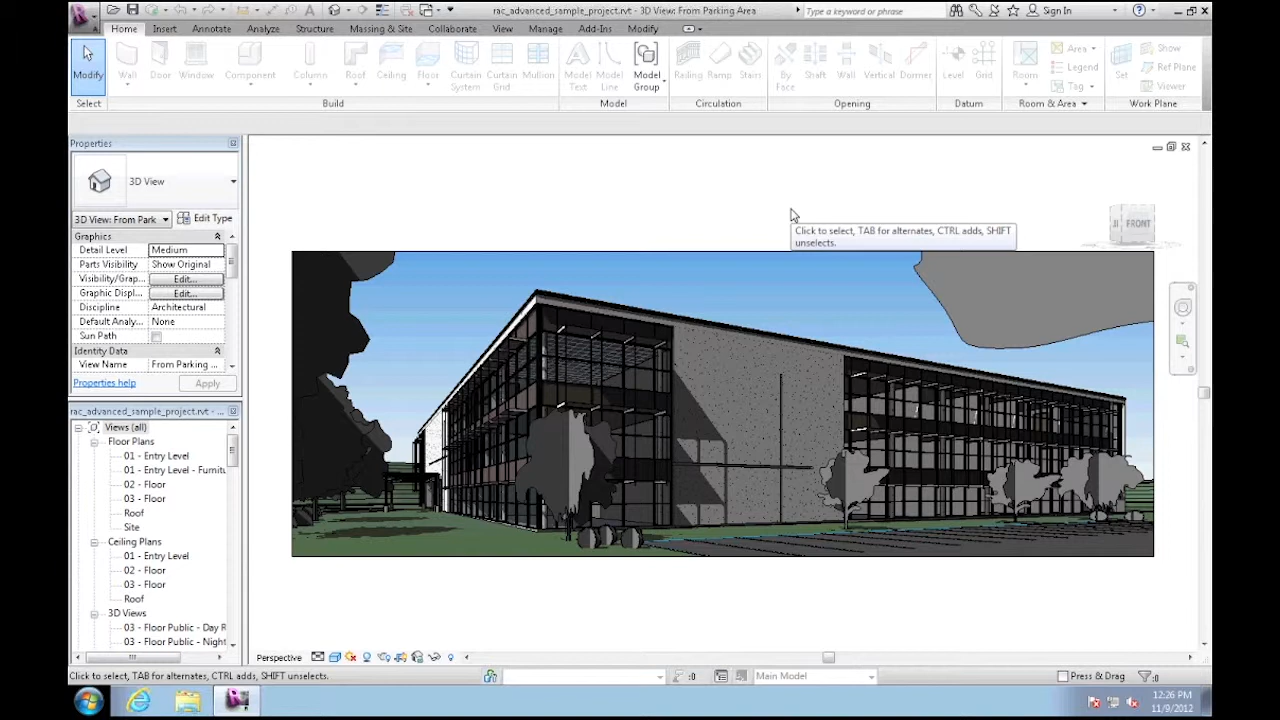 rac_advanced_sample_project.rvt - 3D View: From Parking Area
Type a keyword or phrase
Sign In
Home Insert Annotate Analyze Structure Massing & Site Collaborate View Manage Add-Ins Modify
Modify Wall Door Window Component Column Roof Ceiling Floor Curtain System Curtain Grid Mullion Model Text Model Line Model Group Railing Ramp Stairs By Face Shaft Wall Vertical Dormer Level Grid Room Area Legend Tag Set Show Ref Plane Viewer
Select Build Model Circulation Opening Datum Room & Area Work Plane
Properties
3D View
3D View: From Park Edit Type
Graphics
Detail Level Medium
Parts Visibility Show Original
Visibility/Grap... Edit...
Graphic Displ... Edit...
Discipline Architectural
Default Analy... None
Sun Path
Identity Data
View Name From Parking ...
Properties help Apply
rac_advanced_sample_project.rvt - ...
Views (all)
Floor Plans
01 - Entry Level
01 - Entry Level - Furnitu
02 - Floor
03 - Floor
Roof
Site
Ceiling Plans
01 - Entry Level
02 - Floor
03 - Floor
Roof
3D Views
03 - Floor Public - Day R
03 - Floor Public - Night
Click to select, TAB for alternates, CTRL adds, SHIFT
unselects.
FRONT
Perspective
Click to select, TAB for alternates, CTRL adds, SHIFT unselects.
:0
Main Model
Press & Drag
:0
12:26 PM
11/9/2012